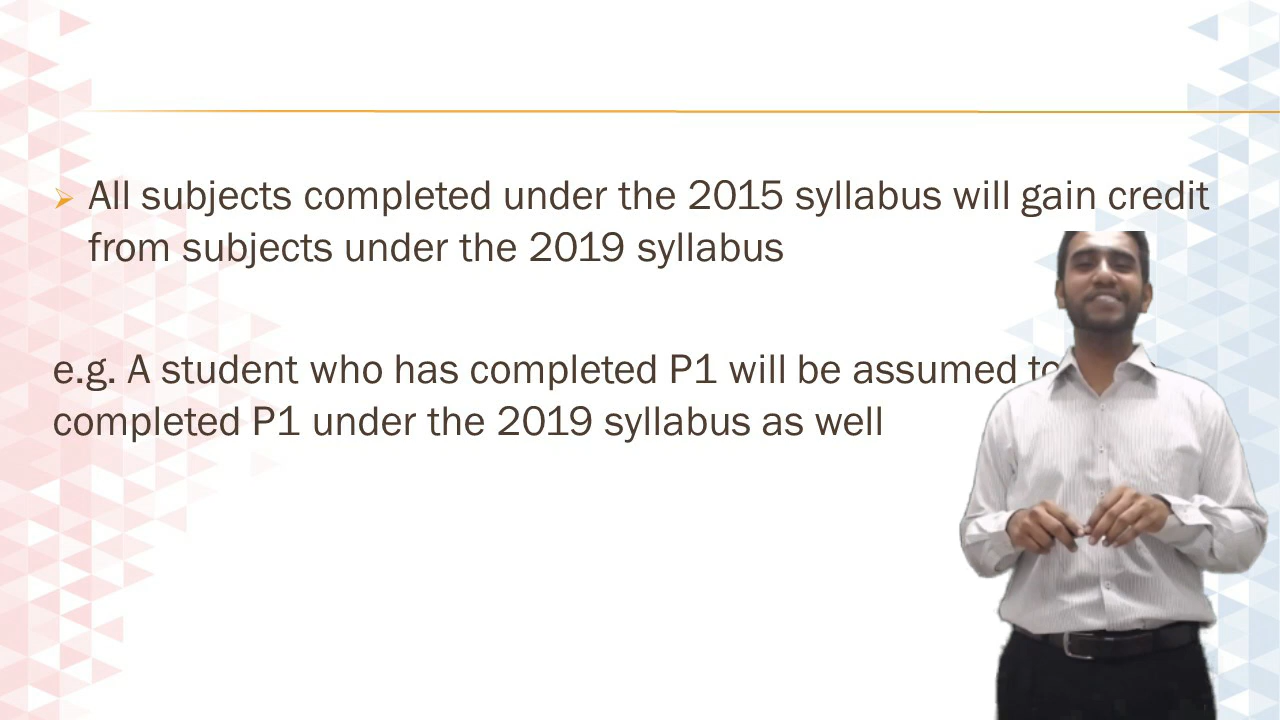 All subjects completed under the 2015 syllabus will gain credit
from subjects under the 2019 syllabus
e.g. A student who has completed P1 will be assumed to
completed P1 under the 2019 syllabus as well